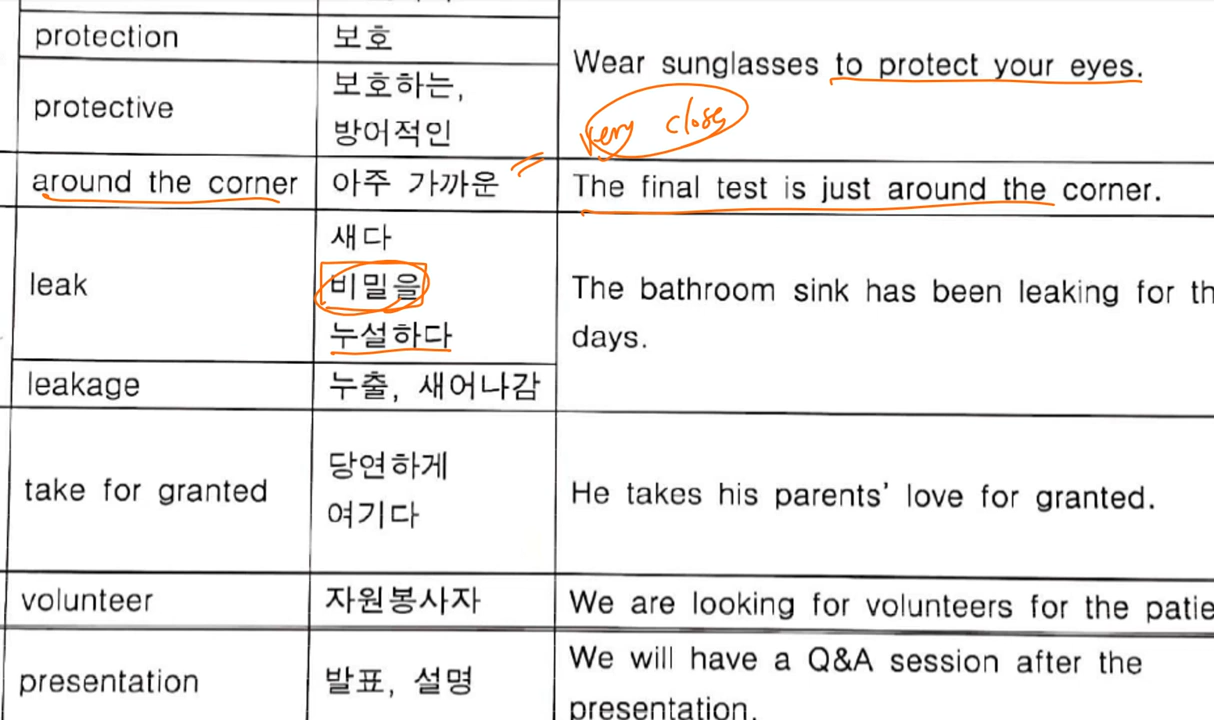 protection
보호
Wear sunglasses to protect your eyes.
protective
보호하는,
방어적인
very close
around the corner
아주 가까운
The final test is just around the corner.
leak
새다
비밀을
누설하다
The bathroom sink has been leaking for th
days.
leakage
누출, 새어나감
take for granted
당연하게
여기다
He takes his parents' love for granted.
volunteer
자원봉사자
We are looking for volunteers for the patie
presentation
발표, 설명
We will have a Q&A session after the
presentation.